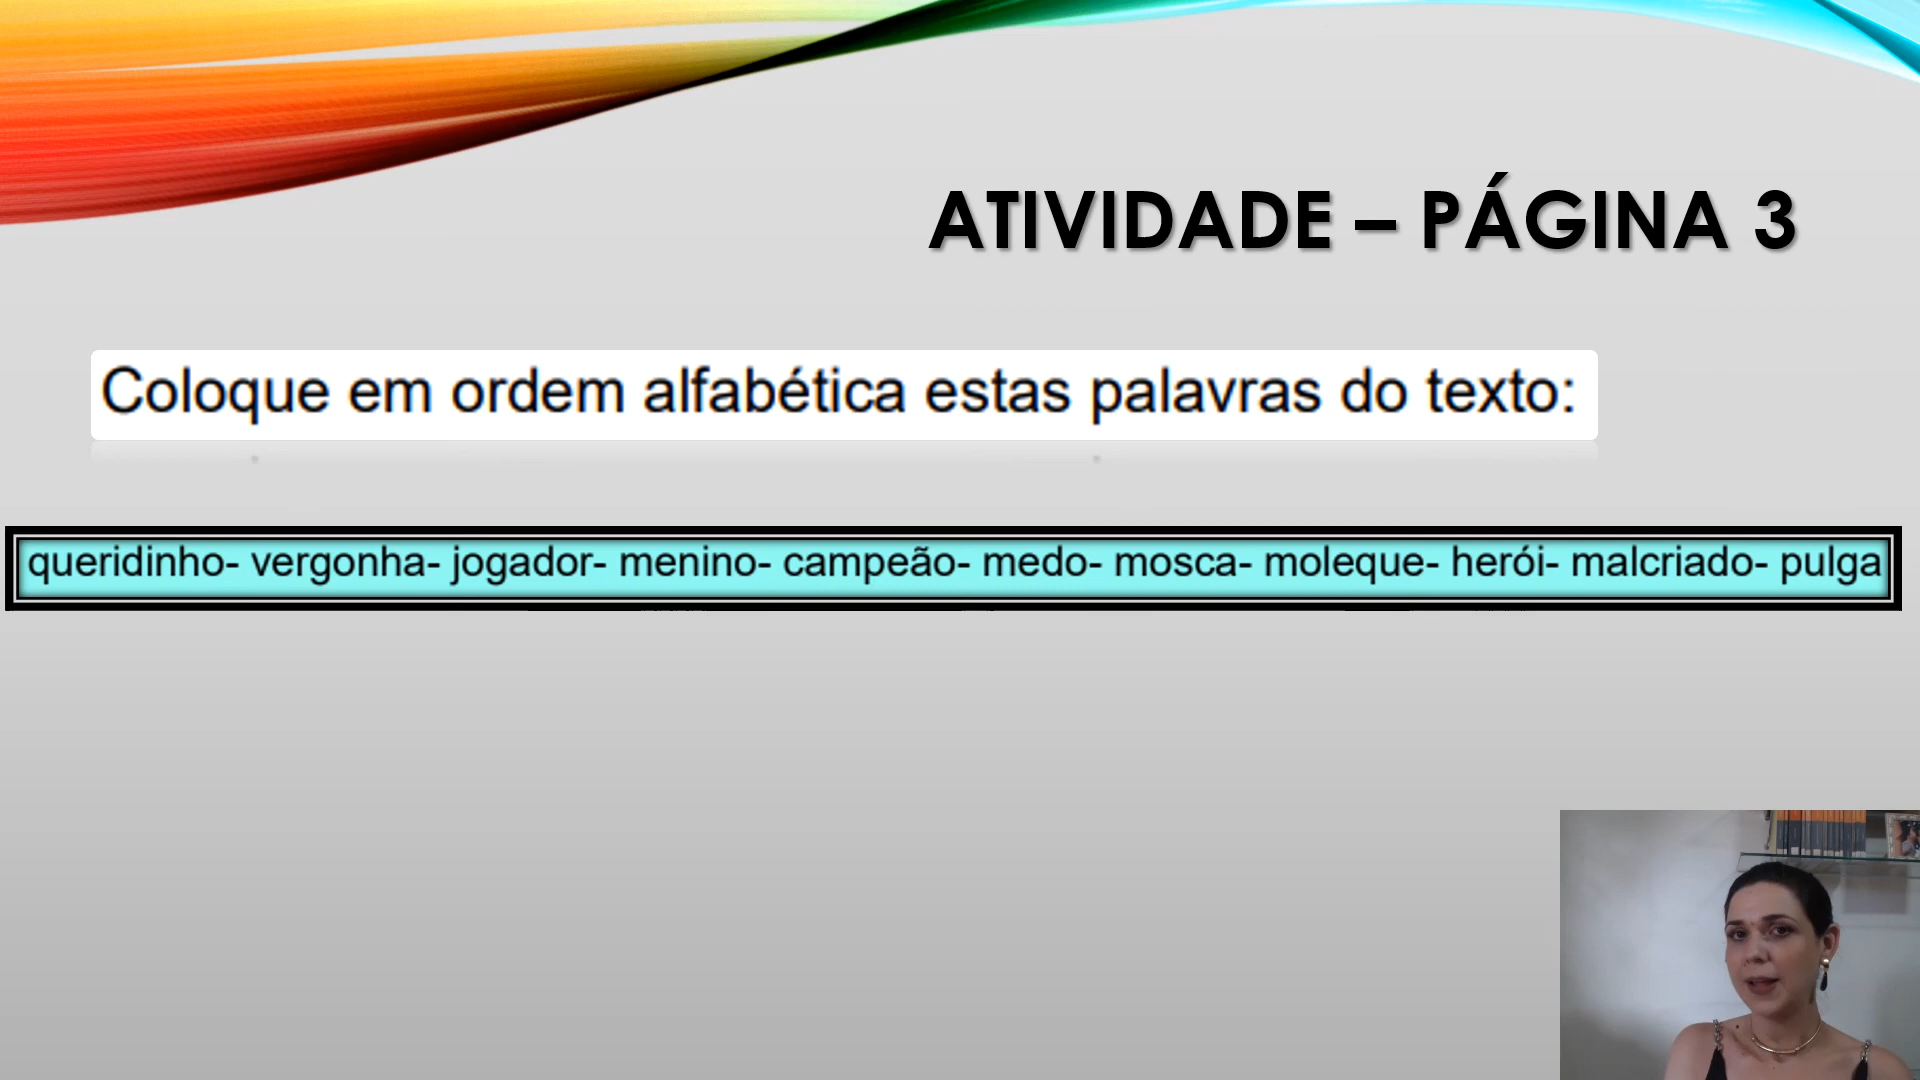 ATIVIDADE – PÁGINA 3
Coloque em ordem alfabética estas palavras do texto:
queridinho- vergonha- jogador- menino- campeão- medo- mosca- moleque- herói- malcriado- pulga